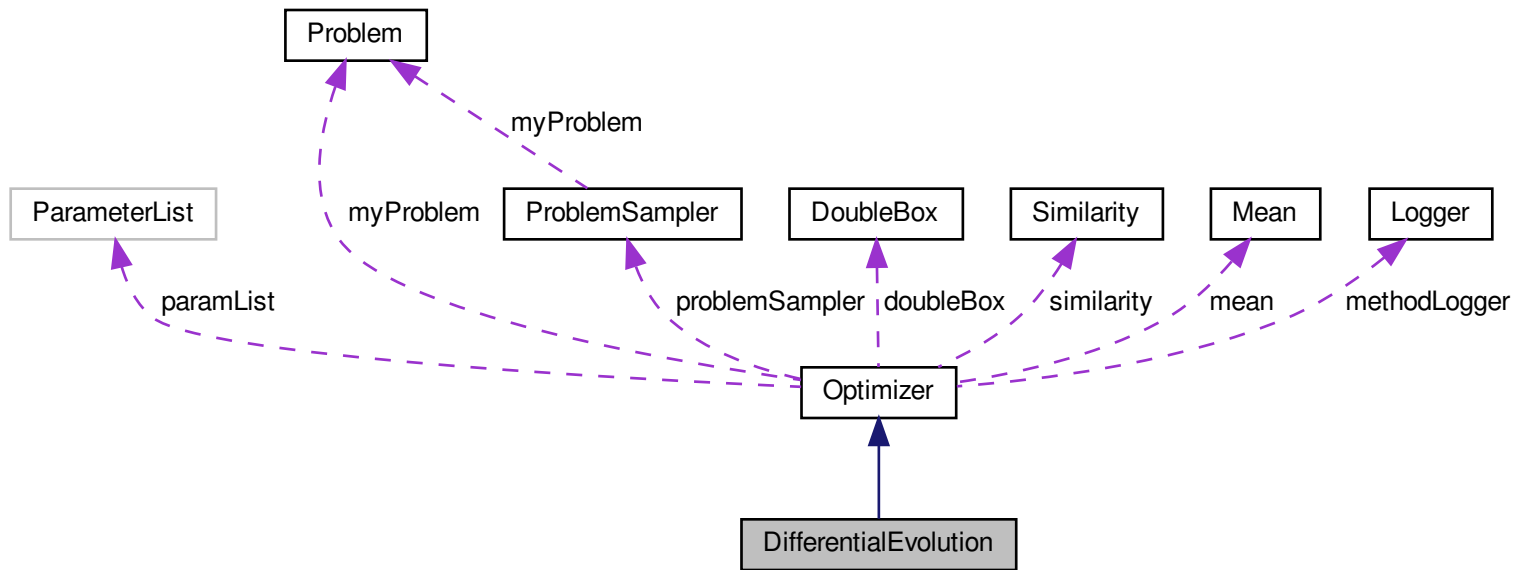 Problem
myProblem
ParameterList
myProblem
ProblemSampler
DoubleBox
Similarity
Mean
Logger
paramList
problemSampler
doubleBox
similarity
mean
methodLogger
Optimizer
DifferentialEvolution